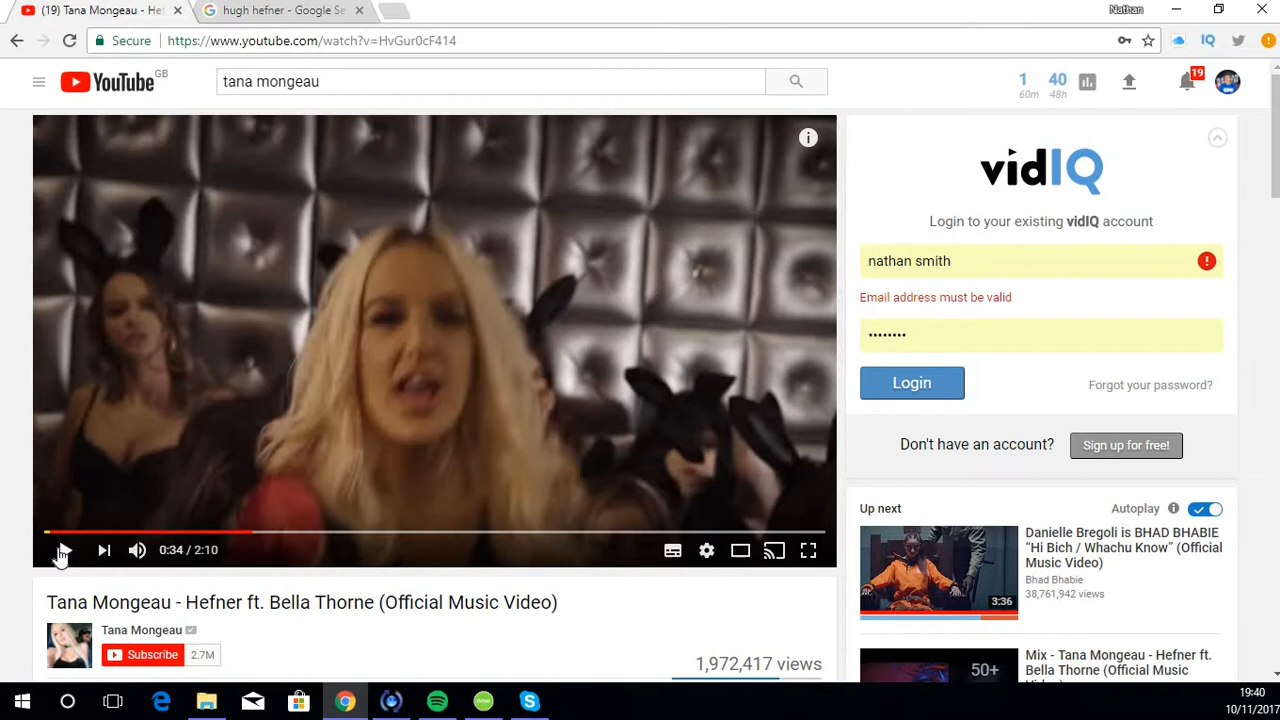 (19) Tana Mongeau - Hef
hugh hefner - Google Se
Nathan
Secure
https://www.youtube.com/watch?v=HvGur0cF414
IQ
YouTube GB
tana mongeau
1 60m
40 48h
19
vidIQ
Login to your existing vidIQ account
nathan smith
Email address must be valid
••••••••
Login
Forgot your password?
Don't have an account?
Sign up for free!
0:34 / 2:10
Up next
Autoplay
Danielle Bregoli is BHAD BHABIE
“Hi Bich / Whachu Know” (Official
Music Video)
Bhad Bhabie
38,761,942 views
3:36
Tana Mongeau - Hefner ft. Bella Thorne (Official Music Video)
Tana Mongeau
Subscribe
2.7M
1,972,417 views
50+
Mix - Tana Mongeau - Hefner ft.
Bella Thorne (Official Music
19:40
10/11/2017